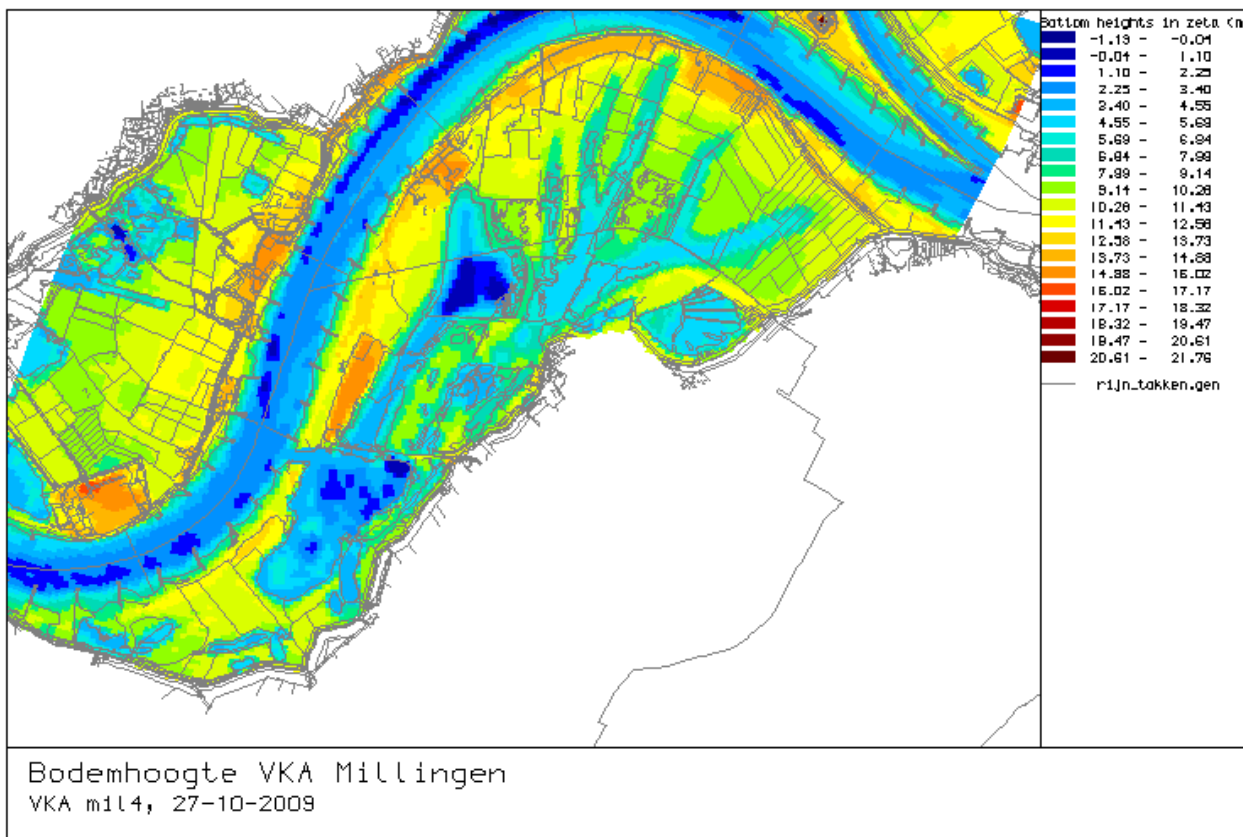 Bottom heights in zeta (m
-1.19 - -0.04
-0.04 - 1.10
1.10 - 2.25
2.25 - 3.40
3.40 - 4.55
4.55 - 5.69
5.69 - 6.84
6.84 - 7.99
7.99 - 9.14
9.14 - 10.28
10.28 - 11.43
11.43 - 12.58
12.58 - 13.73
13.73 - 14.88
14.88 - 16.02
16.02 - 17.17
17.17 - 18.32
18.32 - 19.47
19.47 - 20.61
20.61 - 21.76
rijn_takken.gen
Bodemhoogte VKA Millingen
VKA mil4, 27-10-2009